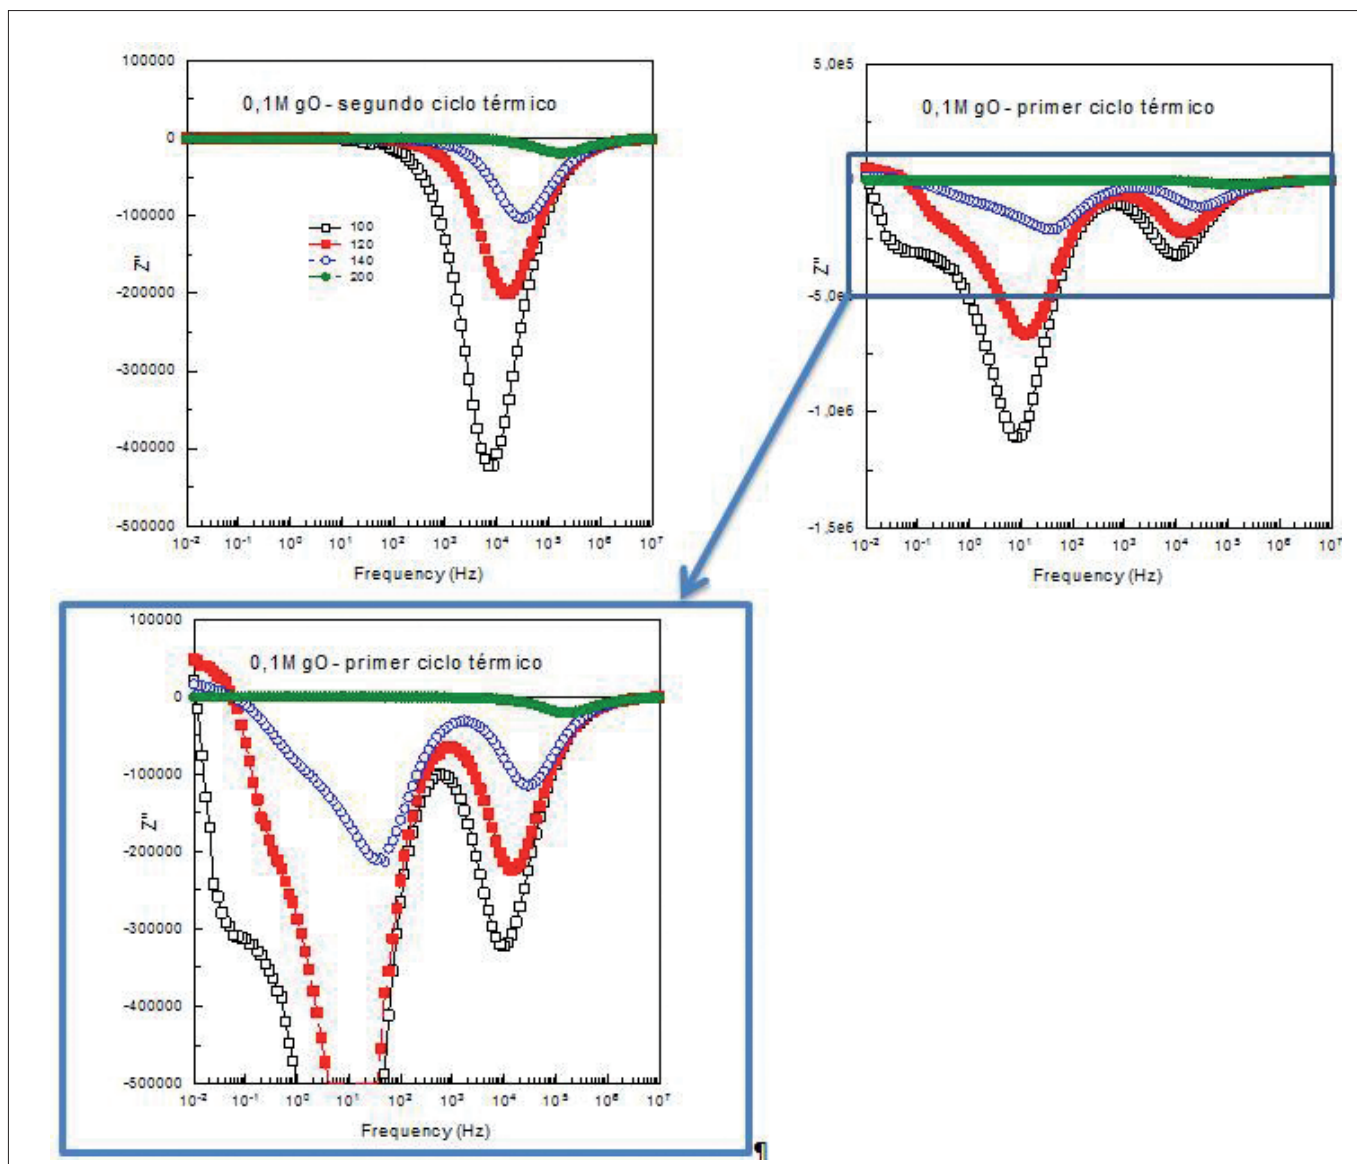 100000
0,1M gO - segundo ciclo térmico
0
-100000
100
120
140
200
Z''
-200000
-300000
-400000
-500000
10-2 10-1 100 101 102 103 104 105 106 107
Frequency (Hz)
5,0e5
0,1M gO - primer ciclo térmico
Z''
-1,0e6
-1,5e6
10-2 10-1 100 101 102 103 104 105 106 107
Frequency (Hz)
100000
0,1M gO - primer ciclo térmico
0
-100000
Z''
-200000
-300000
-400000
-500000
10-2 10-1 100 101 102 103 104 105 106 107
Frequency (Hz)
¶